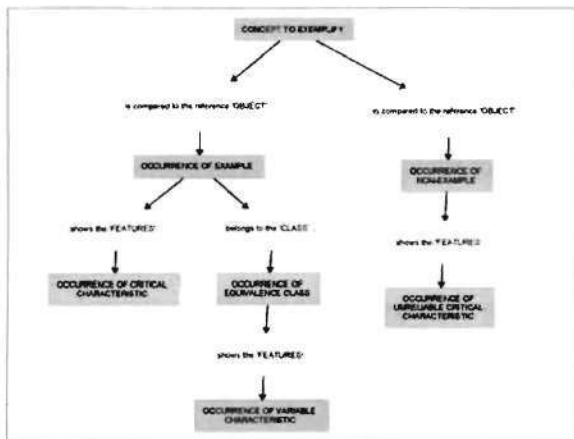 CONCEPT TO EXEMPLIFY
is compared to the reference 'OBJECT'
is compared to the reference 'OBJECT'
OCCURRENCE OF EXAMPLE
OCCURRENCE OF
NON-EXAMPLE
shows the 'FEATURES'
belongs to the 'CLASS'
shows the 'FEATURES'
OCCURRENCE OF CRITICAL
CHARACTERISTIC
OCCURRENCE OF
EQUIVALENCE CLASS
OCCURRENCE OF
CRITICAL
CHARACTERISTIC
shows the 'FEATURES'
OCCURRENCE OF VARIABLE
CHARACTERISTIC